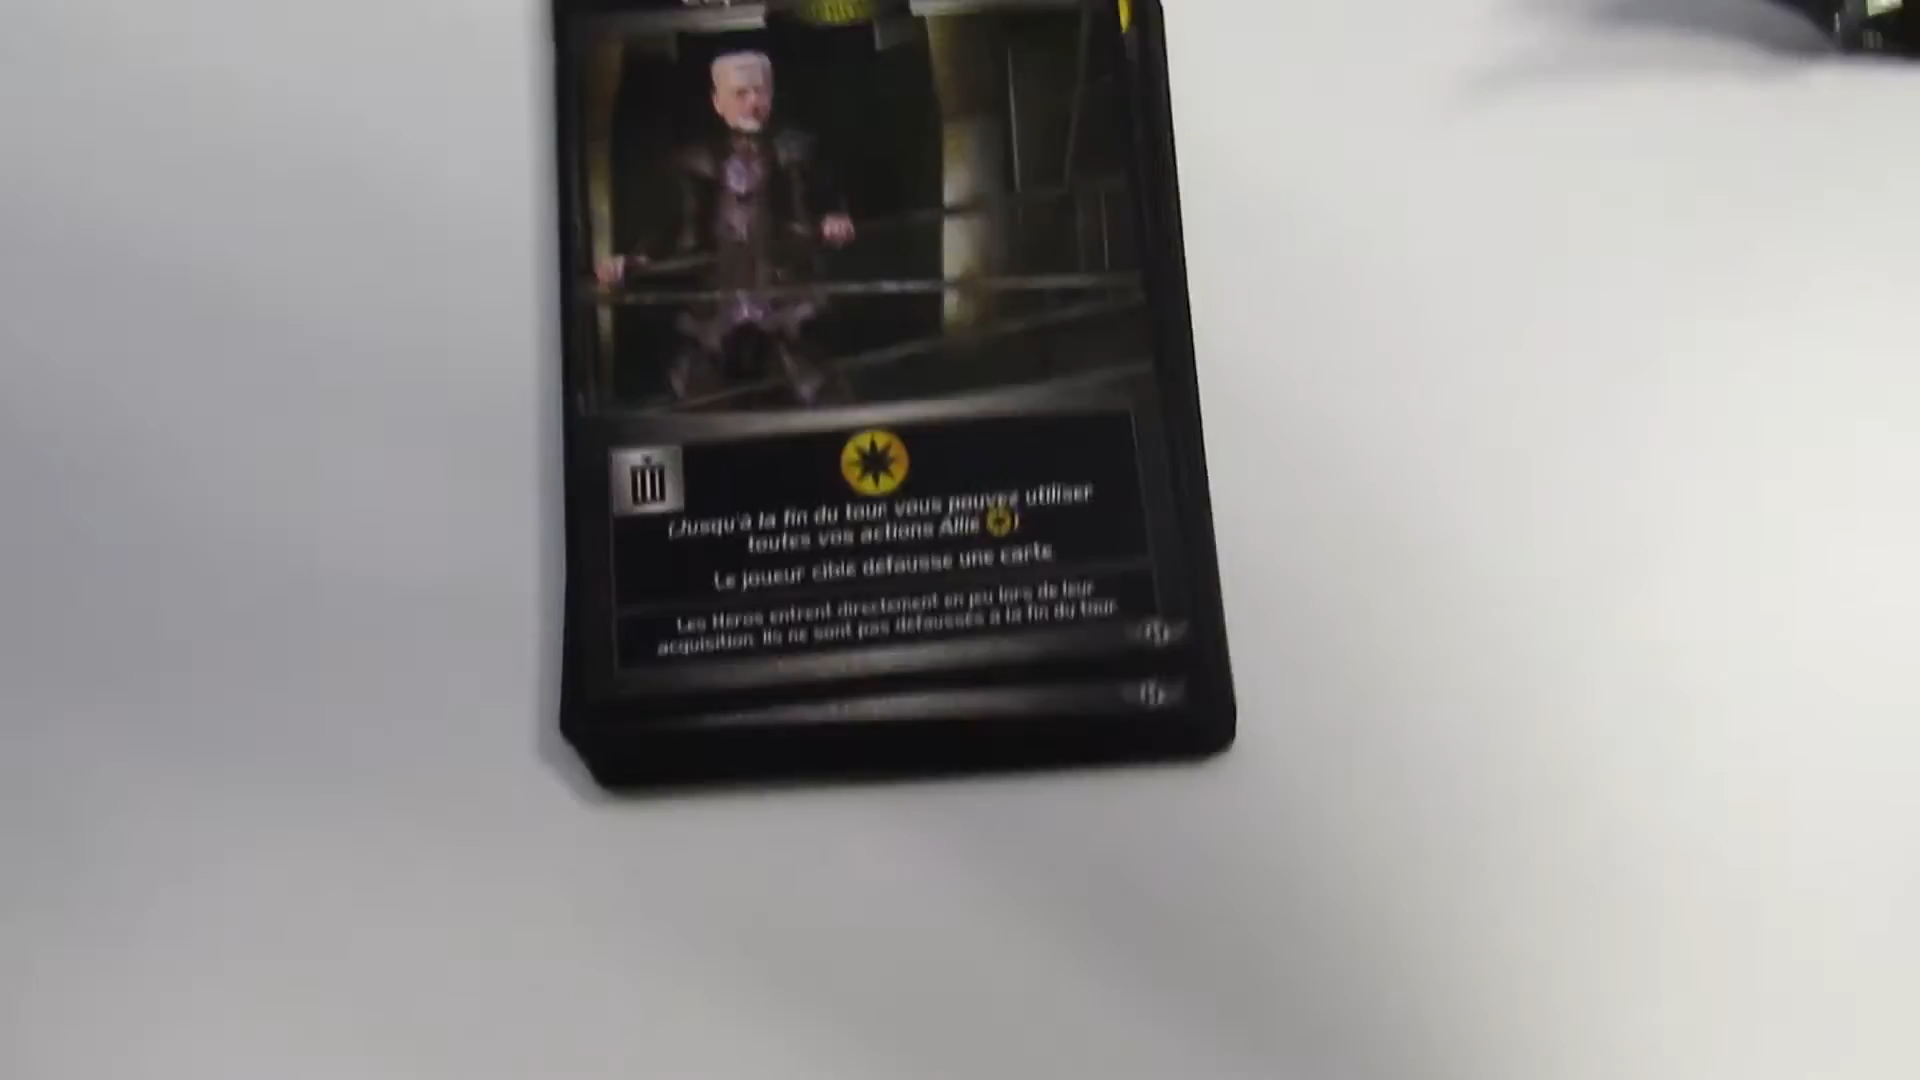 (Jusqu'à la fin du tour vous pouvez utiliser
toutes vos actions Allié )
Le joueur ciblé défausse une carte
Les Héros entrent directement en jeu lors de leur
acquisition. Ils ne sont pas défaussés à la fin du tour.